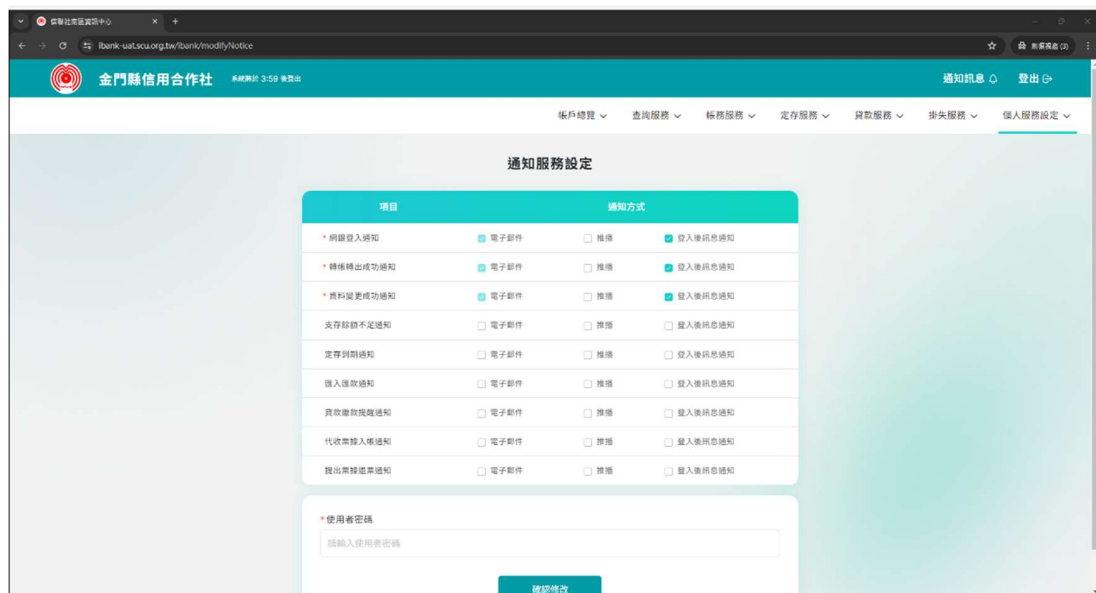 信聯社南區資訊中心
ibank-uat.scu.org.tw/ibank/modifyNotice
無痕視窗 (3)
金門縣信用合作社 系統將於 3:59 後登出 通知訊息 登出
帳戶總覽 查詢服務 帳務服務 定存服務 貸款服務 掛失服務 個人服務設定
通知服務設定
項目 通知方式
* 網銀登入通知 電子郵件 推播 登入後訊息通知
* 轉帳轉出成功通知 電子郵件 推播 登入後訊息通知
* 資料變更成功通知 電子郵件 推播 登入後訊息通知
支存餘額不足通知 電子郵件 推播 登入後訊息通知
定存到期通知 電子郵件 推播 登入後訊息通知
匯入匯款通知 電子郵件 推播 登入後訊息通知
貸款繳款提醒通知 電子郵件 推播 登入後訊息通知
代收票據入帳通知 電子郵件 推播 登入後訊息通知
提出票據退票通知 電子郵件 推播 登入後訊息通知
* 使用者密碼
請輸入使用者密碼
確認修改